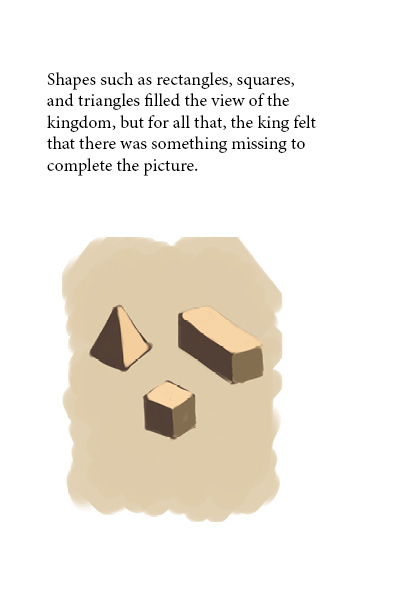 Shapes such as rectangles, squares,
and triangles filled the view of the
kingdom, but for all that, the king felt
that there was something missing to
complete the picture.